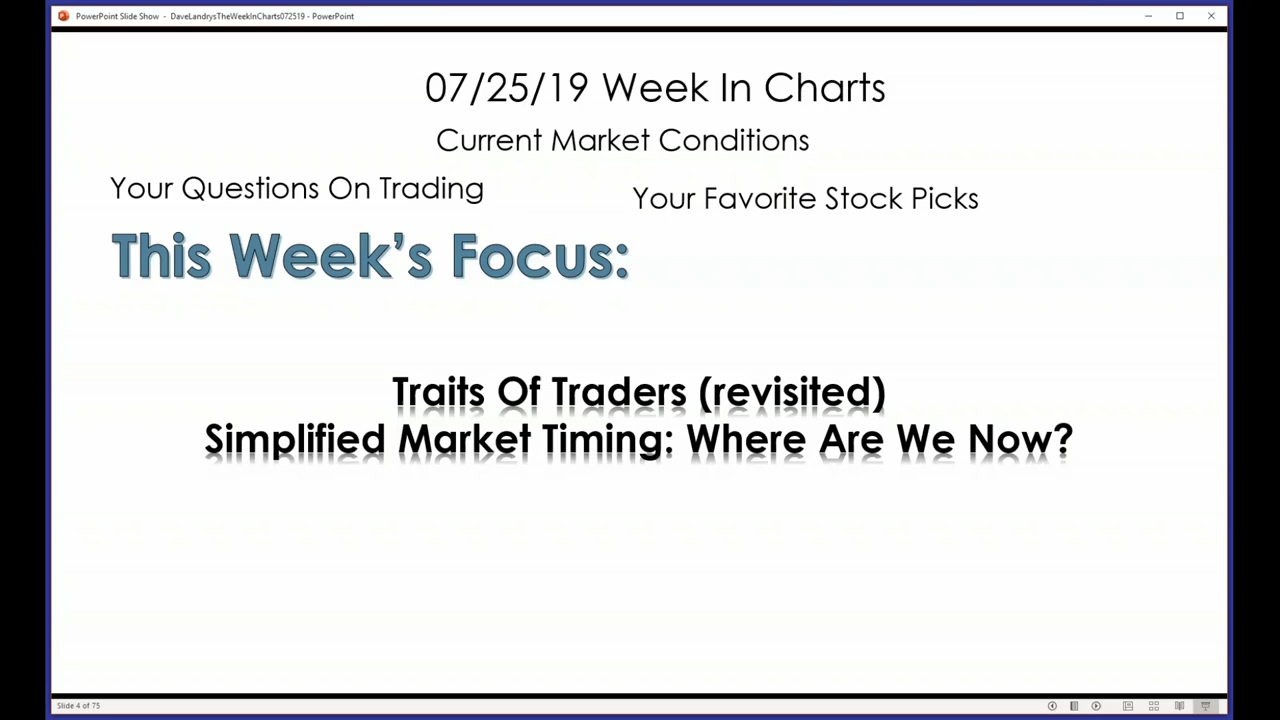 PowerPoint Slide Show - DaveLandrysTheWeekInCharts072519 - PowerPoint
07/25/19 Week In Charts
Current Market Conditions
Your Questions On Trading
Your Favorite Stock Picks
This Week's Focus:
Traits Of Traders (revisited)
Simplified Market Timing: Where Are We Now?
Slide 4 of 75